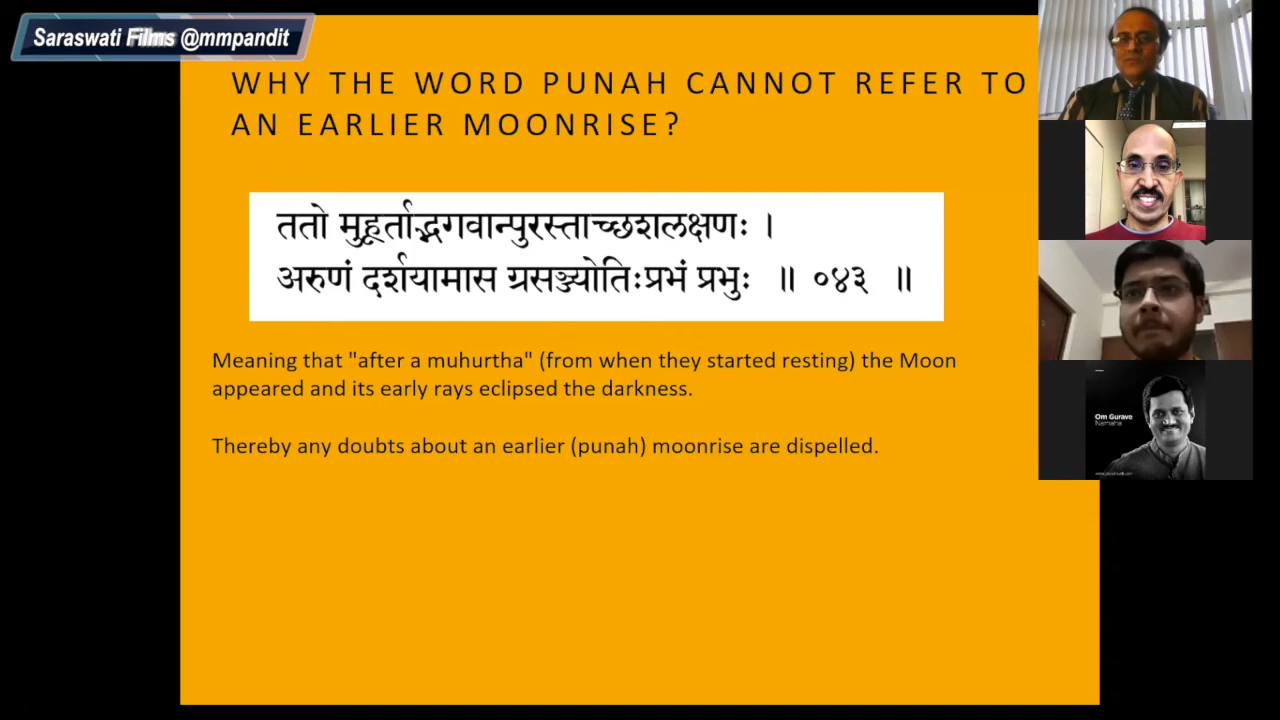 Saraswati Films @mmpandit
WHY THE WORD PUNAH CANNOT REFER TO
AN EARLIER MOONRISE?
ततो मुहूर्ताद्भगवान्पुरस्ताच्छशलक्षणः ।
अरुणं दर्शयामास ग्रसञ्ज्योतिःप्रभं प्रभुः ॥ ०४३ ॥
Meaning that "after a muhurtha" (from when they started resting) the Moon
appeared and its early rays eclipsed the darkness.
Thereby any doubts about an earlier (punah) moonrise are dispelled.
Om Gurave
Namaha